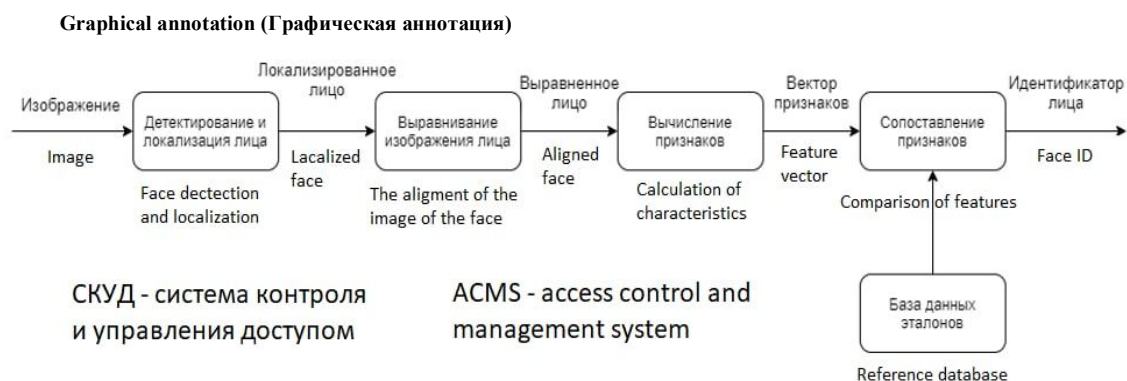 Graphical annotation (Графическая аннотация)
Изображение
Image
Детектирование и
локализация лица
Face dectection
and localization
Локализированное
лицо
Lacalized
face
Выравнивание
изображения лица
The aligment of the
image of the face
Выравненное
лицо
Aligned
face
Вычисление
признаков
Calculation of
characteristics
Вектор
признаков
Feature
vector
Сопоставление
признаков
Comparison of features
Идентификатор
лица
Face ID
СКУД - система контроля
и управления доступом
ACMS - access control and
management system
База данных
эталонов
Reference database